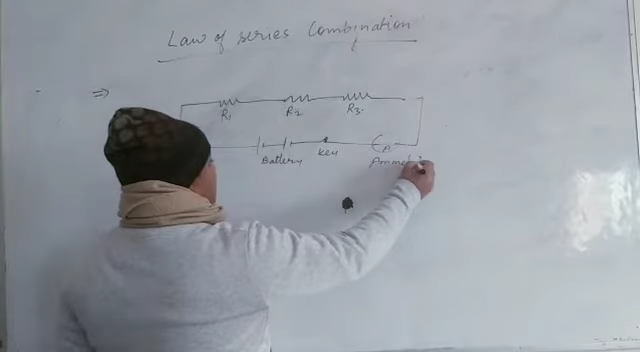 Law of series Combination
⇒
R1 R2 R3
A
Battery Key